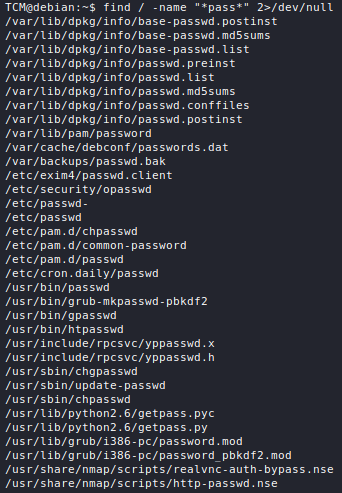 TCM@debian:~$ find / -name "*pass*" 2>/dev/null
/var/lib/dpkg/info/base-passwd.postinst
/var/lib/dpkg/info/base-passwd.md5sums
/var/lib/dpkg/info/base-passwd.list
/var/lib/dpkg/info/passwd.preinst
/var/lib/dpkg/info/passwd.list
/var/lib/dpkg/info/passwd.md5sums
/var/lib/dpkg/info/passwd.conffiles
/var/lib/dpkg/info/passwd.postinst
/var/lib/pam/password
/var/cache/debconf/passwords.dat
/var/backups/passwd.bak
/etc/exim4/passwd.client
/etc/security/opasswd
/etc/passwd-
/etc/passwd
/etc/pam.d/chpasswd
/etc/pam.d/common-password
/etc/pam.d/passwd
/etc/cron.daily/passwd
/usr/bin/passwd
/usr/bin/grub-mkpasswd-pbkdf2
/usr/bin/gpasswd
/usr/bin/htpasswd
/usr/include/rpcsvc/yppasswd.x
/usr/include/rpcsvc/yppasswd.h
/usr/sbin/chgpasswd
/usr/sbin/update-passwd
/usr/sbin/chpasswd
/usr/lib/python2.6/getpass.pyc
/usr/lib/python2.6/getpass.py
/usr/lib/grub/i386-pc/password.mod
/usr/lib/grub/i386-pc/password_pbkdf2.mod
/usr/share/nmap/scripts/realvnc-auth-bypass.nse
/usr/share/nmap/scripts/http-passwd.nse